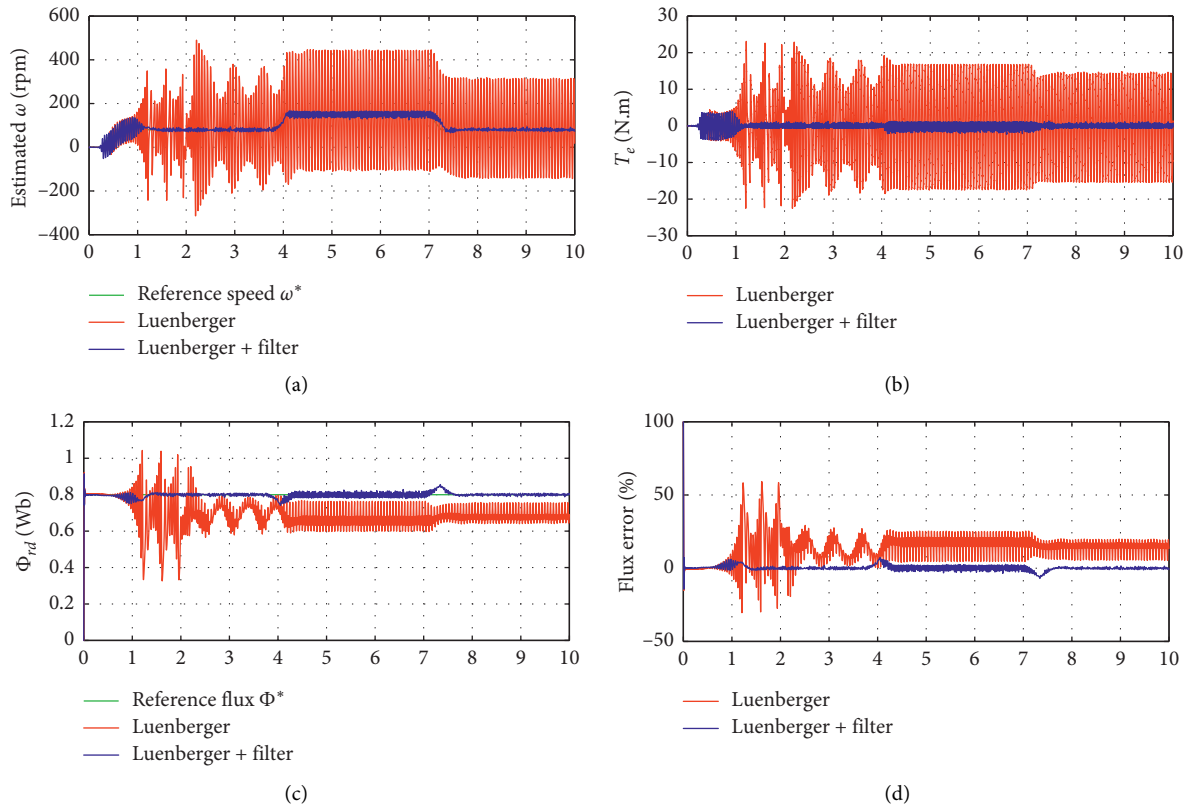 600
400
200
0
−200
−400
Estimated ω (rpm)
0 1 2 3 4 5 6 7 8 9 10
Reference speed ω*
Luenberger
Luenberger + filter
(a)
30
20
10
0
−10
−20
−30
T_e (N.m)
0 1 2 3 4 5 6 7 8 9 10
Luenberger
Luenberger + filter
(b)
1.2
1
0.8
0.6
0.4
0.2
0
Φ_rd (Wb)
0 1 2 3 4 5 6 7 8 9 10
Reference flux Φ*
Luenberger
Luenberger + filter
(c)
100
50
0
−50
Flux error (%)
0 1 2 3 4 5 6 7 8 9 10
Luenberger
Luenberger + filter
(d)